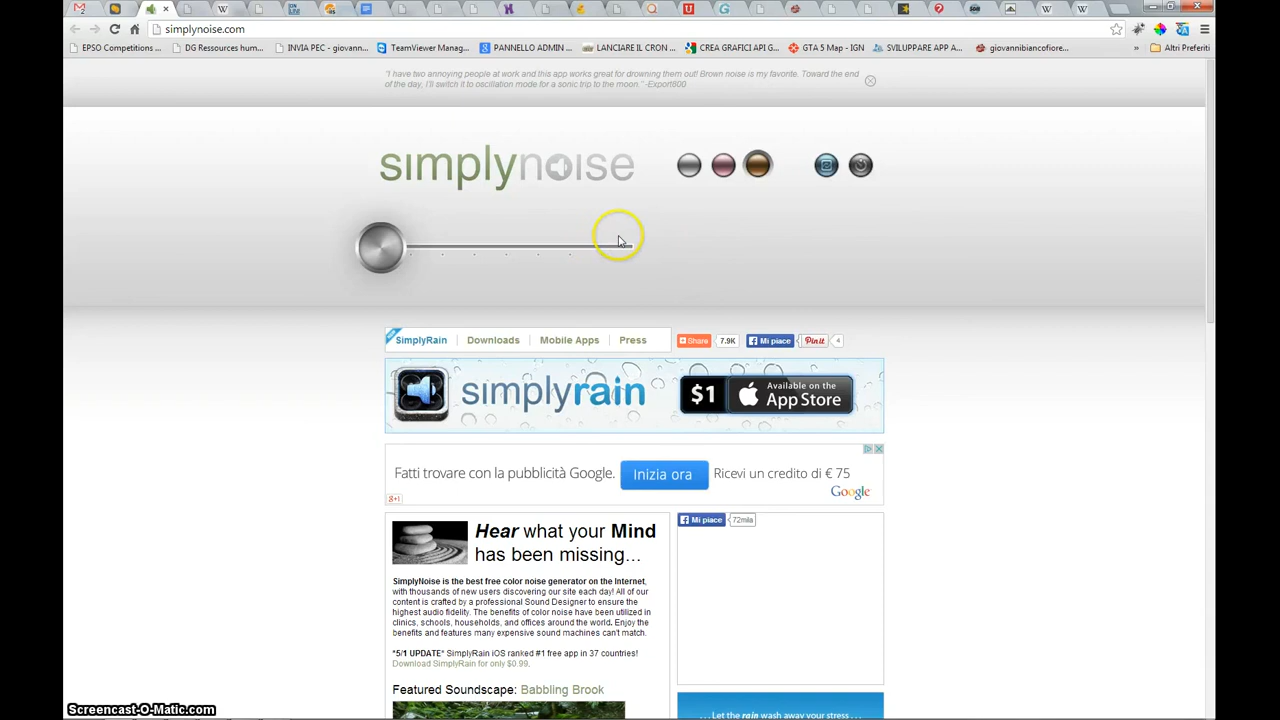 simplynoise.com
EPSO Competitions ...
DG Ressources hum...
INVIA PEC - giovann...
TeamViewer Manag...
PANNELLO ADMIN ...
LANCIARE IL CRON ...
CREA GRAFICI API G...
GTA 5 Map - IGN
SVILUPPARE APP A...
giovannibiancofiore...
»
Altri Preferiti
"I have two annoying people at work and this app works great for drowning them out! Brown noise is my favorite. Toward the end
of the day, I'll switch it to oscillation mode for a sonic trip to the moon." -Export800
simplynoise
SimplyRain
Downloads
Mobile Apps
Press
Share
7.9K
Mi piace
Pin it
4
simplyrain
$1
Available on the
App Store
Fatti trovare con la pubblicità Google.
Inizia ora
Ricevi un credito di € 75
Google
g+1
Hear what your Mind
has been missing...
Mi piace
72mila
SimplyNoise is the best free color noise generator on the Internet,
with thousands of new users discovering our site each day! All of our
content is crafted by a professional Sound Designer to ensure the
highest audio fidelity. The benefits of color noise have been utilized in
clinics, schools, households, and offices around the world. Enjoy the
benefits and features many expensive sound machines can't match.
*5/1 UPDATE* SimplyRain iOS ranked #1 free app in 37 countries!
Download SimplyRain for only $0.99.
Featured Soundscape: Babbling Brook
. . . Let the rain wash away your stress . . .
Screencast-O-Matic.com